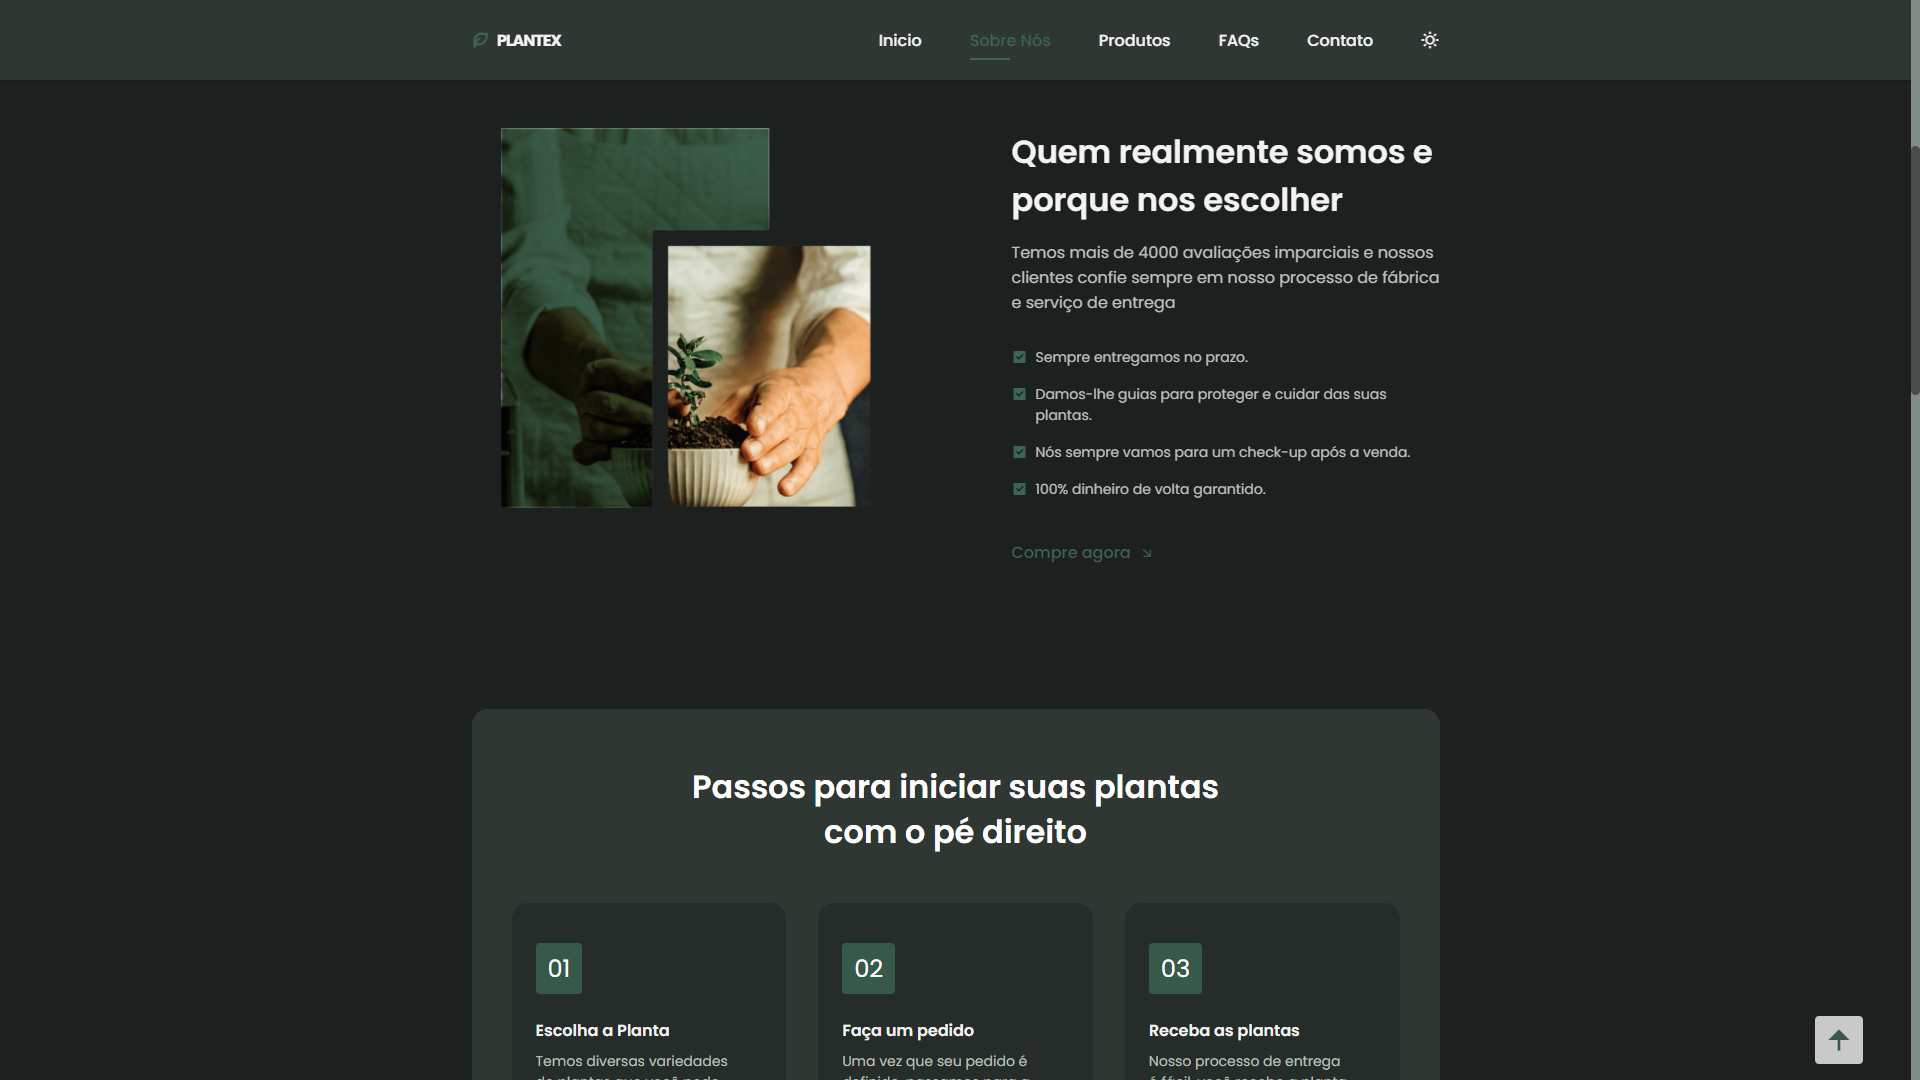 PLANTEX
Inicio Sobre Nós Produtos FAQs Contato
Quem realmente somos e
porque nos escolher
Temos mais de 4000 avaliações imparciais e nossos
clientes confie sempre em nosso processo de fábrica
e serviço de entrega
Sempre entregamos no prazo.
Damos-lhe guias para proteger e cuidar das suas
plantas.
Nós sempre vamos para um check-up após a venda.
100% dinheiro de volta garantido.
Compre agora
Passos para iniciar suas plantas
com o pé direito
01
Escolha a Planta
Temos diversas variedades
02
Faça um pedido
Uma vez que seu pedido é
03
Receba as plantas
Nosso processo de entrega